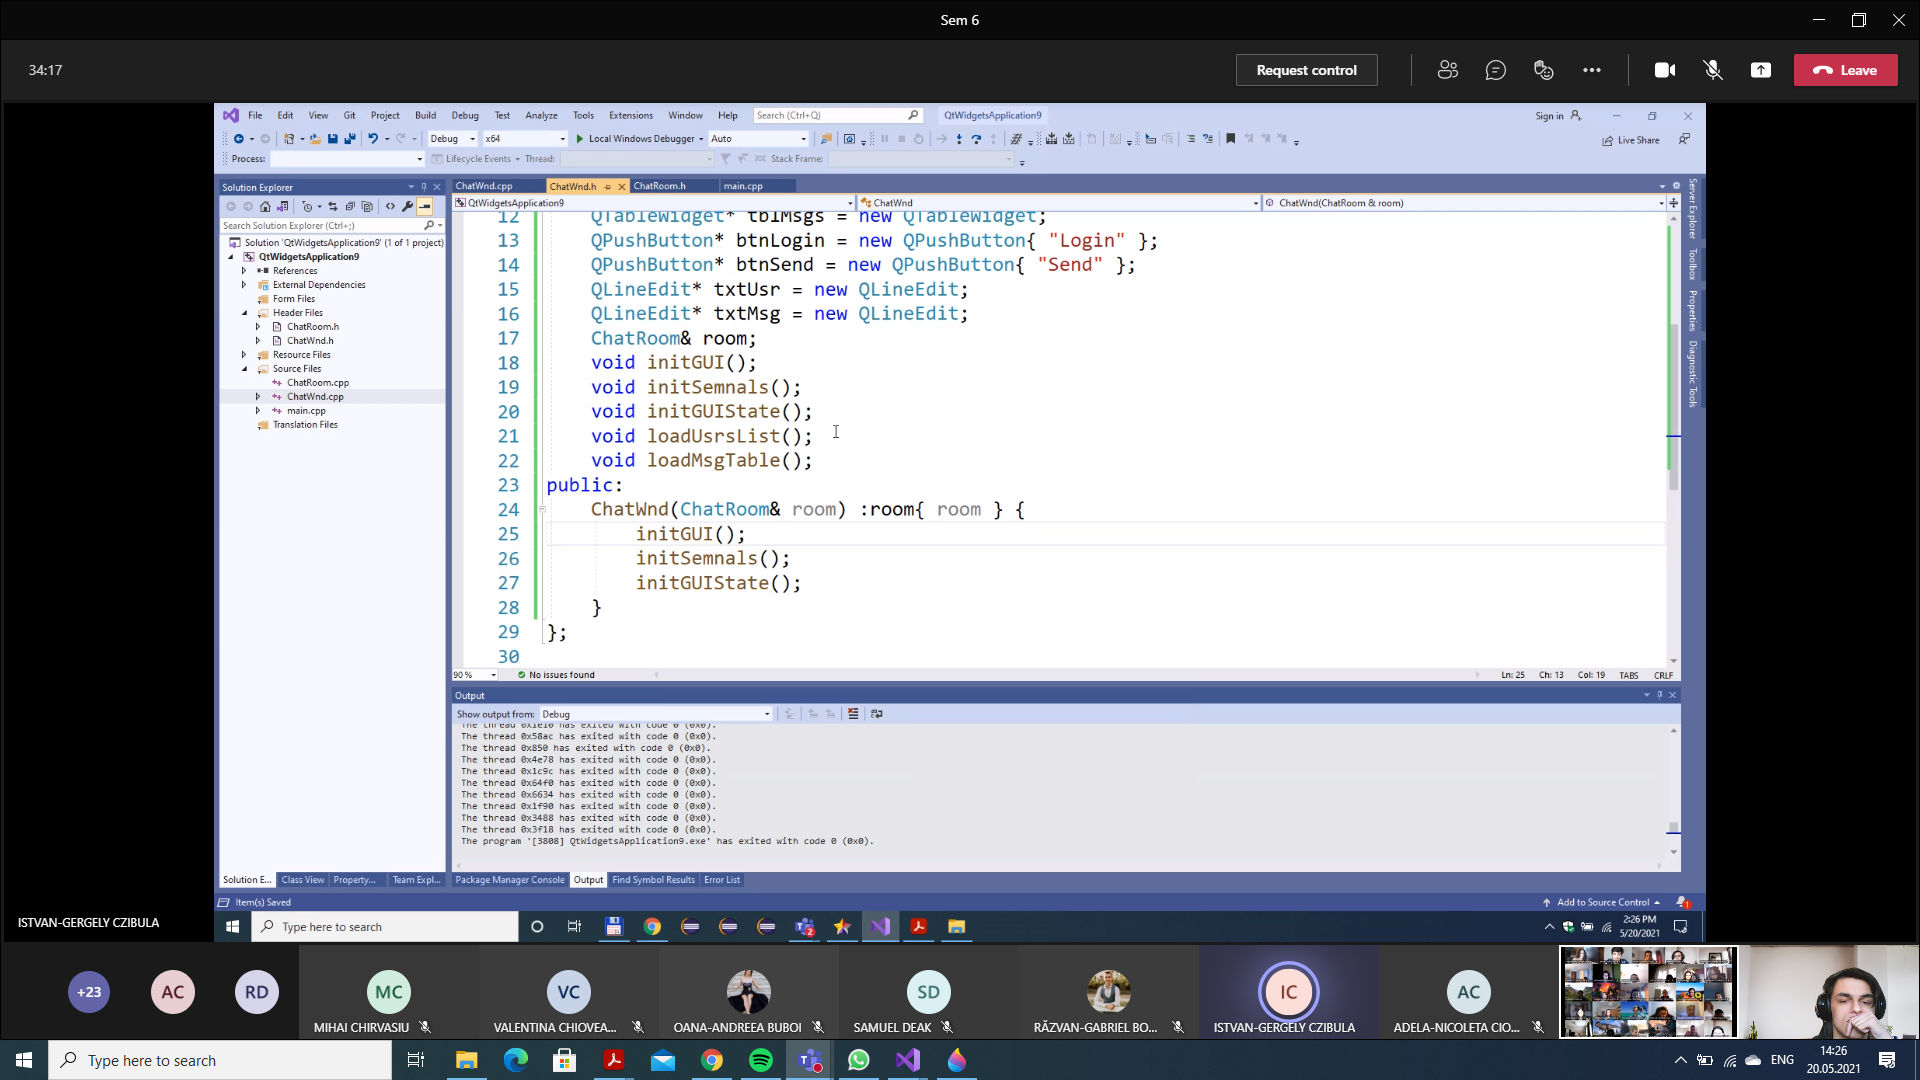 Sem 6
34:17
Request control
Leave
File Edit View Git Project Build Debug Test Analyze Tools Extensions Window Help Search (Ctrl+Q) QtWidgetsApplication9 Sign in
Debug x64 Local Windows Debugger Auto Live Share
Process: Lifecycle Events Thread: Stack Frame:
Solution Explorer
Search Solution Explorer (Ctrl+;)
Solution 'QtWidgetsApplication9' (1 of 1 project)
QtWidgetsApplication9
References
External Dependencies
Form Files
Header Files
ChatRoom.h
ChatWnd.h
Resource Files
Source Files
ChatRoom.cpp
ChatWnd.cpp
main.cpp
Translation Files
ChatWnd.cpp ChatWnd.h ChatRoom.h main.cpp
QtWidgetsApplication9 ChatWnd ChatWnd(ChatRoom & room)
12 QTableWidget* tblMsgs = new QTableWidget;
13 QPushButton* btnLogin = new QPushButton{ "Login" };
14 QPushButton* btnSend = new QPushButton{ "Send" };
15 QLineEdit* txtUsr = new QLineEdit;
16 QLineEdit* txtMsg = new QLineEdit;
17 ChatRoom& room;
18 void initGUI();
19 void initSemnals();
20 void initGUIState();
21 void loadUsrsList();
22 void loadMsgTable();
23 public:
24 ChatWnd(ChatRoom& room) :room{ room } {
25 initGUI();
26 initSemnals();
27 initGUIState();
28 }
29 };
30
90 % No issues found Ln: 25 Ch: 13 Col: 19 TABS CRLF
Server Explorer
Toolbox
Properties
Diagnostic Tools
Output
Show output from: Debug
The thread 0x1e10 has exited with code 0 (0x0).
The thread 0x58ac has exited with code 0 (0x0).
The thread 0x850 has exited with code 0 (0x0).
The thread 0x4e78 has exited with code 0 (0x0).
The thread 0x1c9c has exited with code 0 (0x0).
The thread 0x64f0 has exited with code 0 (0x0).
The thread 0x6634 has exited with code 0 (0x0).
The thread 0x1f90 has exited with code 0 (0x0).
The thread 0x3488 has exited with code 0 (0x0).
The thread 0x3f18 has exited with code 0 (0x0).
The program '[3808] QtWidgetsApplication9.exe' has exited with code 0 (0x0).
Solution E... Class View Property... Team Expl... Package Manager Console Output Find Symbol Results Error List
Item(s) Saved Add to Source Control 1
ISTVAN-GERGELY CZIBULA
Type here to search 2 2:26 PM
5/20/2021
+23 AC RD MC VC SD IC AC
MIHAI CHIRVASIU VALENTINA CHIOVEA... OANA-ANDREEA BUBOI SAMUEL DEAK RĂZVAN-GABRIEL BO... ISTVAN-GERGELY CZIBULA ADELA-NICOLETA CIO...
Type here to search ENG 14:26
20.05.2021